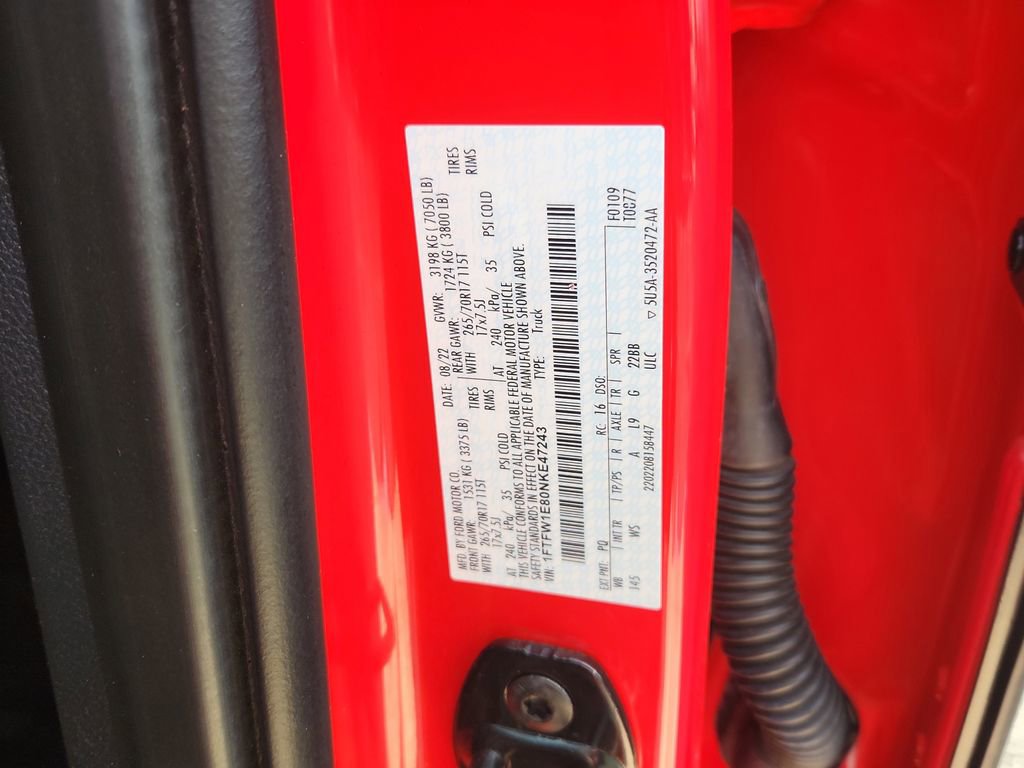 MFD. BY FORD MOTOR CO.
DATE: 08/22 GVWR: 3198 KG ( 7050 LB)
FRONT GAWR: 1531 KG ( 3375 LB) REAR GAWR: 1724 KG ( 3800 LB)
WITH 265/70R17 115T TIRES WITH 265/70R17 115T TIRES
17x7.5J RIMS 17x7.5J RIMS
AT 240 kPa/ 35 PSI COLD AT 240 kPa/ 35 PSI COLD
THIS VEHICLE CONFORMS TO ALL APPLICABLE FEDERAL MOTOR VEHICLE
SAFETY STANDARDS IN EFFECT ON THE DATE OF MANUFACTURE SHOWN ABOVE.
VIN: 1FTFW1E80NKE47243 TYPE: Truck
EXT PNT: PQ RC: 16 DSO: F0109
WB INT TR TP/PS R AXLE TR SPR T0877
145 WS A L9 G 22BB
2202208158447 ULC ▽ 5U5A-3520472-AA